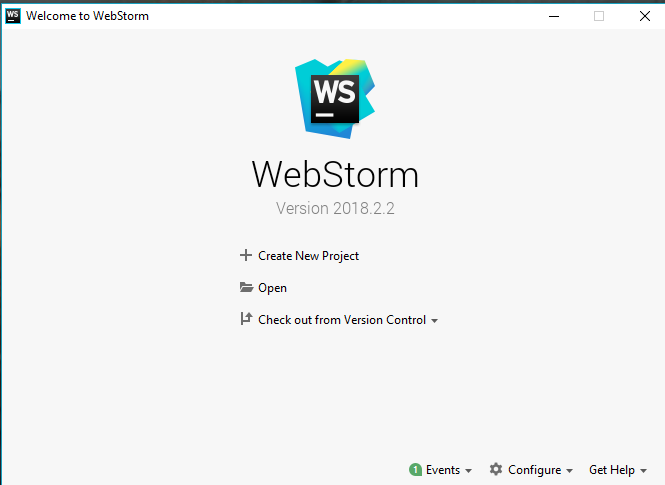 WS Welcome to WebStorm
WS
WebStorm
Version 2018.2.2
Create New Project
Open
Check out from Version Control
1 Events Configure Get Help